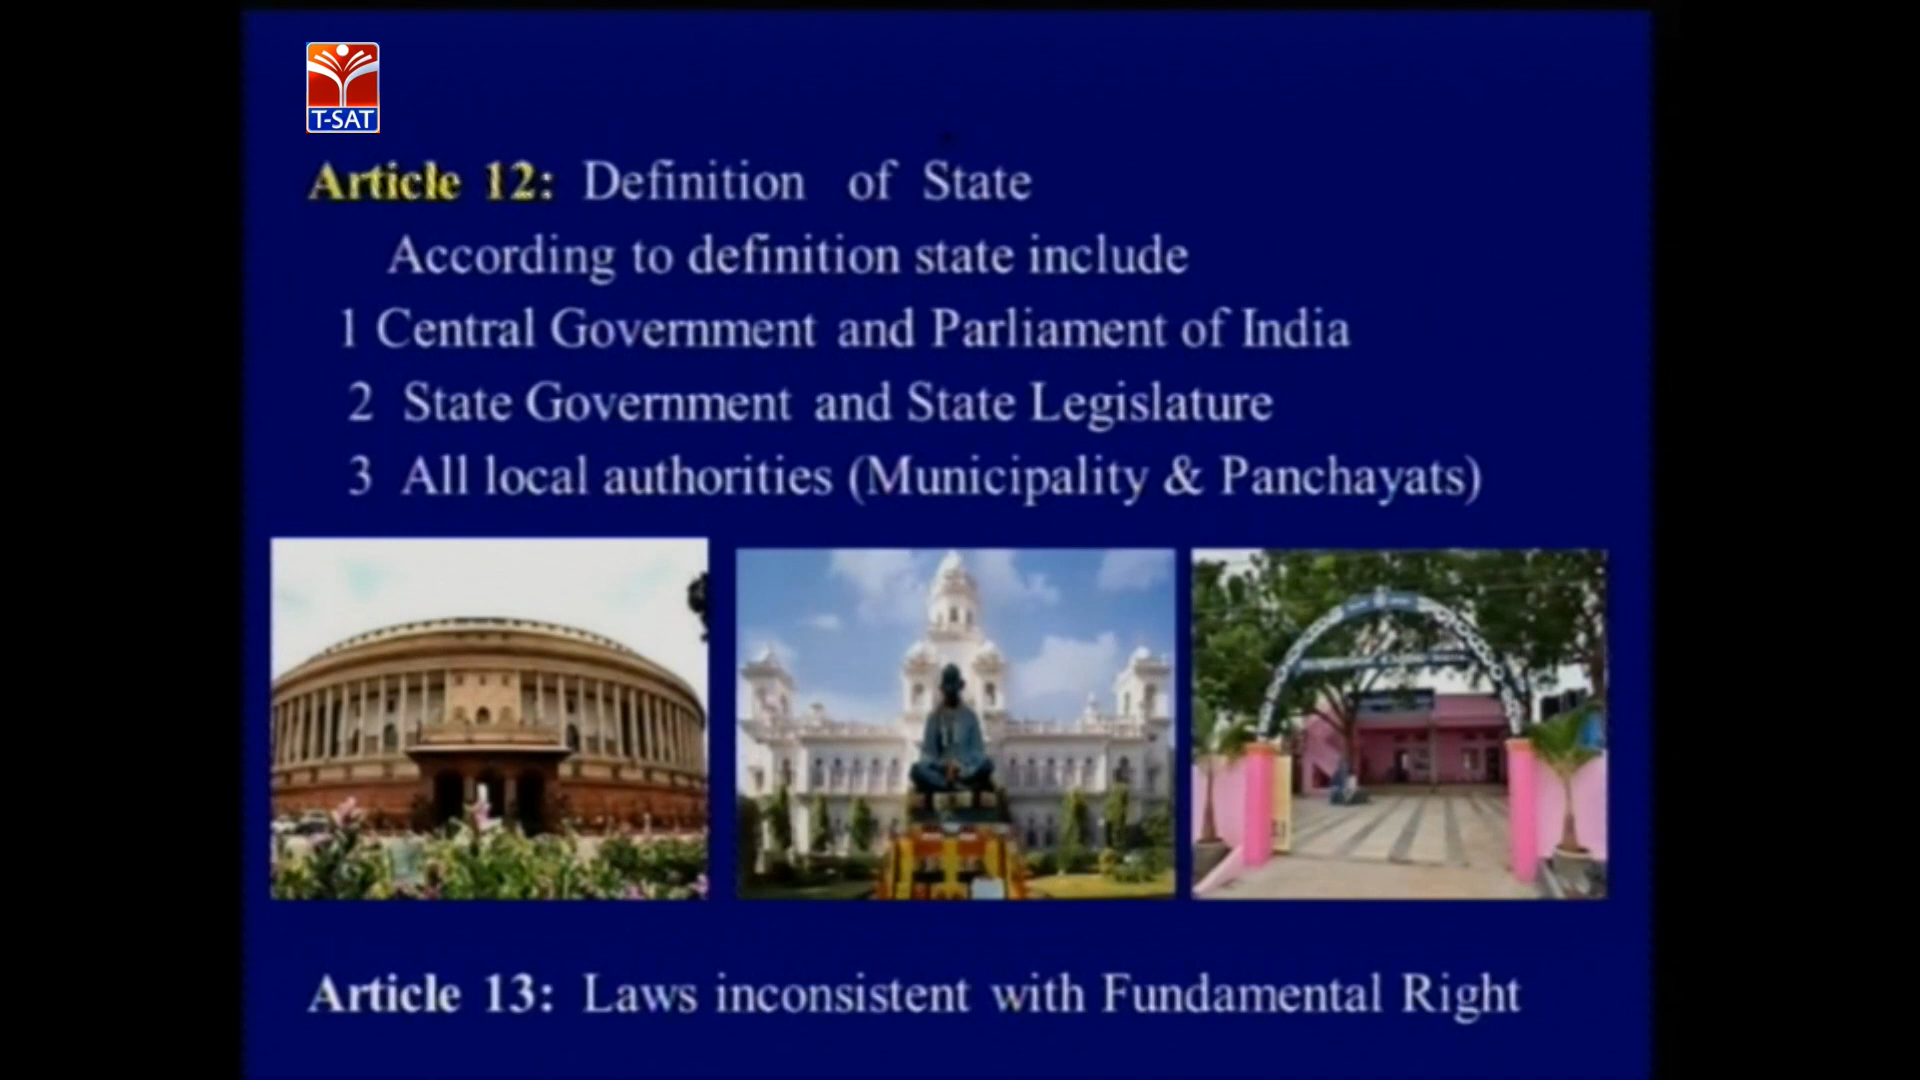 T-SAT
Article 12: Definition of State
According to definition state include
1 Central Government and Parliament of India
2 State Government and State Legislature
3 All local authorities (Municipality & Panchayats)
Article 13: Laws inconsistent with Fundamental Right